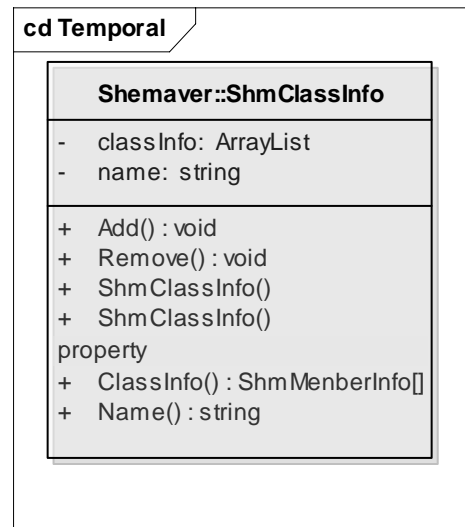 cd Temporal
Shemaver::ShmClassInfo
- classInfo: ArrayList
- name: string
+ Add() : void
+ Remove() : void
+ ShmClassInfo()
+ ShmClassInfo()
property
+ ClassInfo() : ShmMenberInfo[]
+ Name() : string